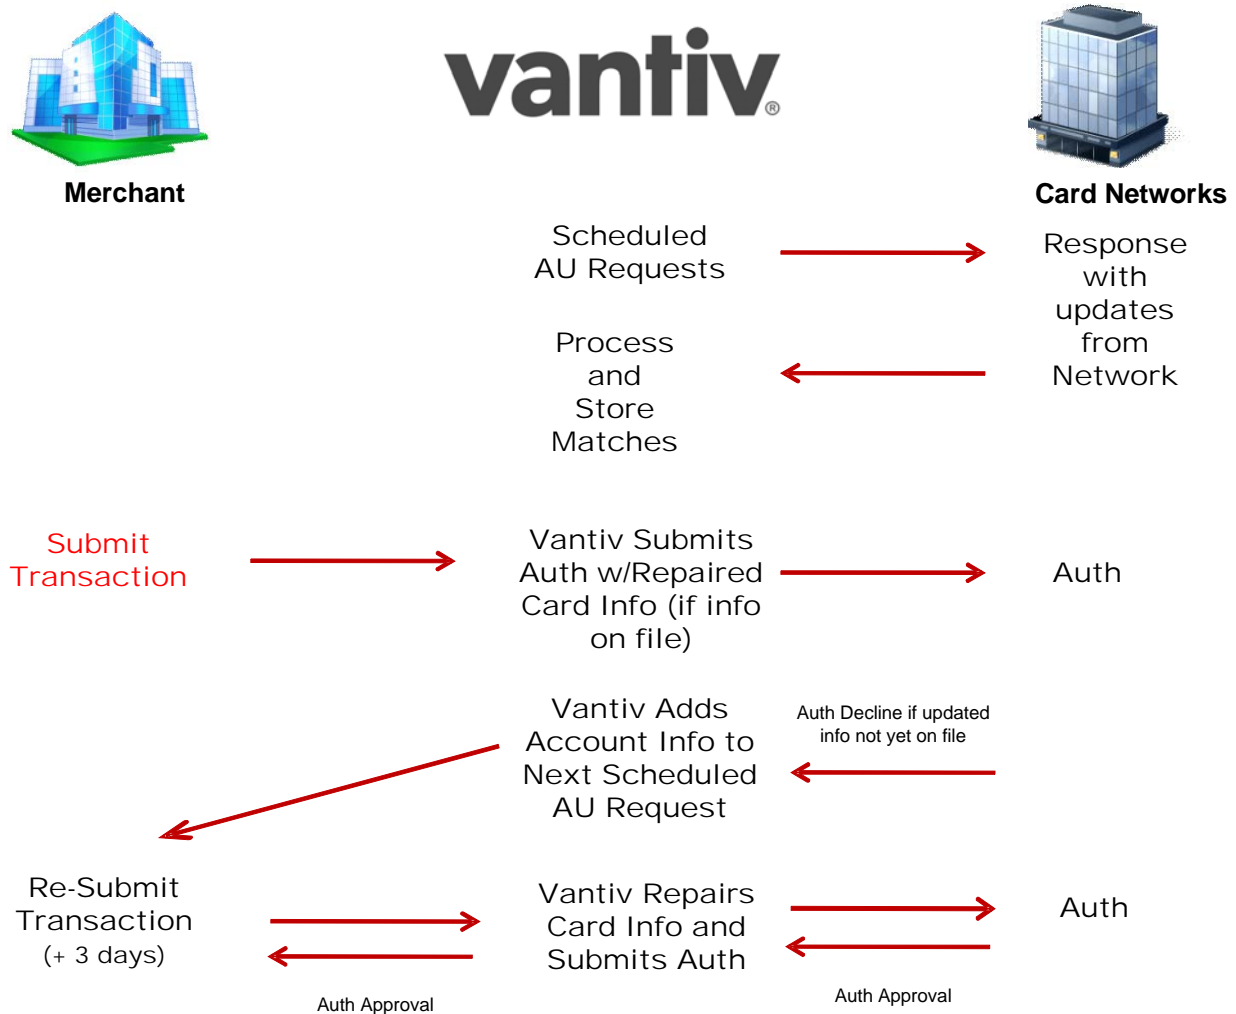 vantiv®
Merchant
Card Networks
Scheduled
AU Requests
Response
with
updates
from
Network
Process
and
Store
Matches
Submit
Transaction
Vantiv Submits
Auth w/Repaired
Card Info (if info
on file)
Auth
Vantiv Adds
Account Info to
Next Scheduled
AU Request
Auth Decline if updated
info not yet on file
Re-Submit
Transaction
(+ 3 days)
Vantiv Repairs
Card Info and
Submits Auth
Auth
Auth Approval
Auth Approval